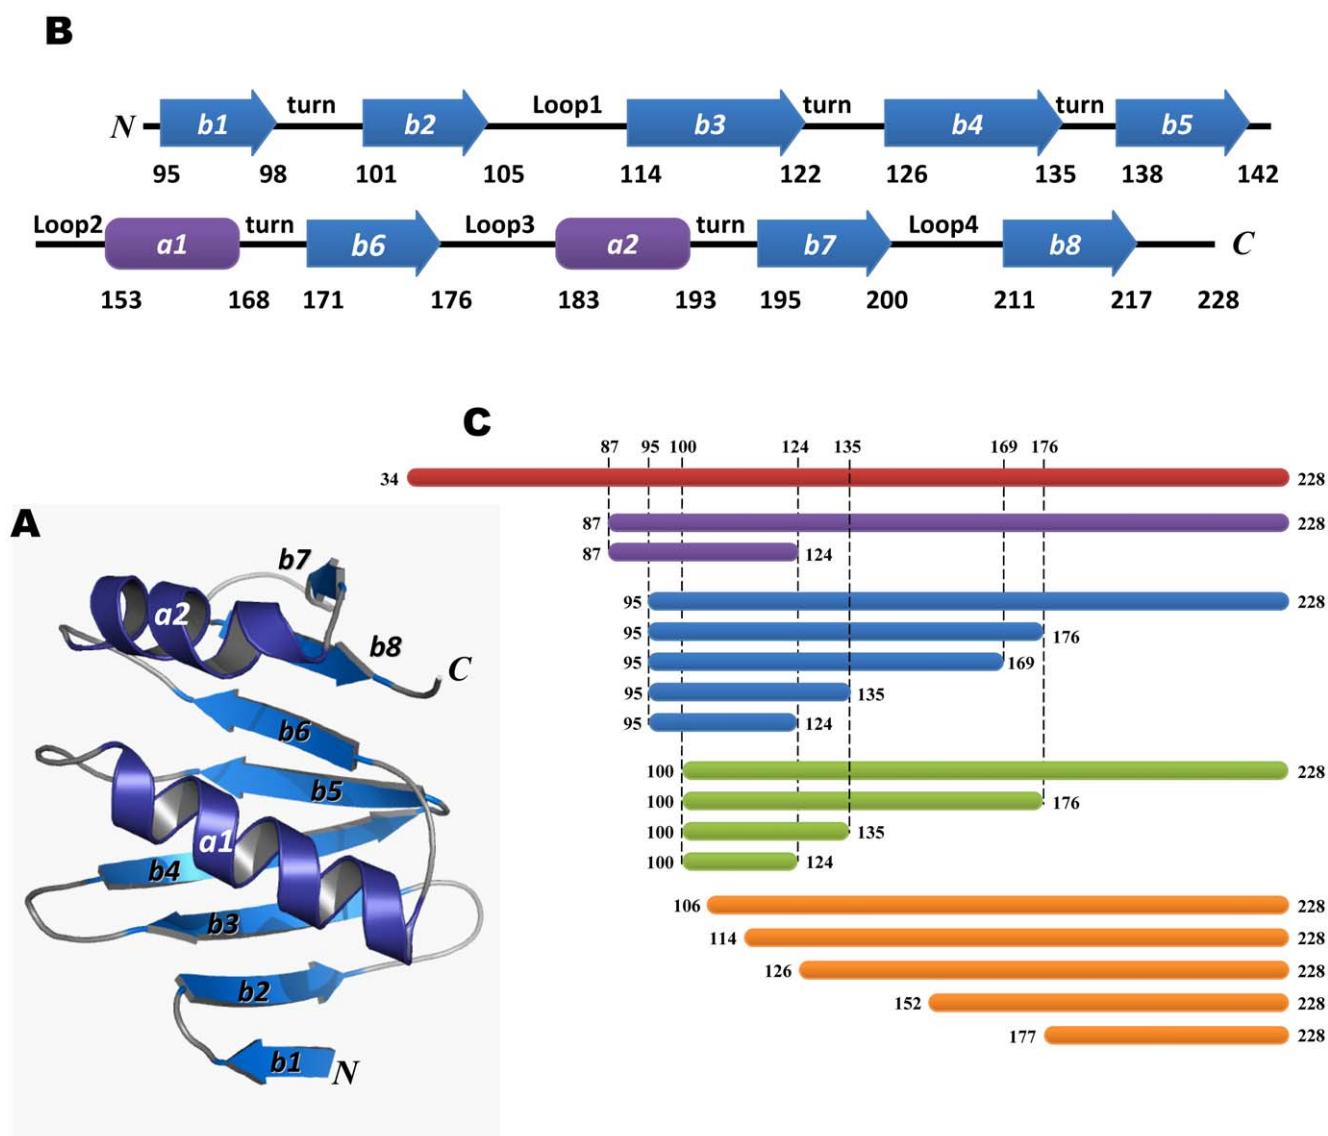 B
turn Loop1 turn turn
N b1 b2 b3 b4 b5
95 98 101 105 114 122 126 135 138 142
Loop2 turn Loop3 turn Loop4
a1 b6 a2 b7 b8 C
153 168 171 176 183 193 195 200 211 217 228
C
87 95 100 124 135 169 176
34 228
87 228
87 124
95 228
95 176
95 169
95 135
95 124
100 228
100 176
100 135
100 124
106 228
114 228
126 228
152 228
177 228
A
b7
a2
b8 C
b6
b5
a1
b4
b3
b2
b1 N